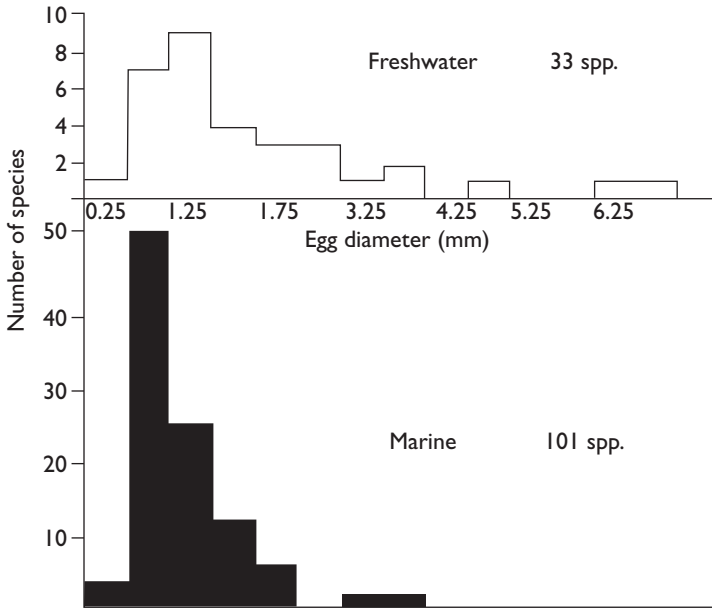 10
8
6
4
2
Freshwater 33 spp.
0.25 1.25 1.75 3.25 4.25 5.25 6.25
Egg diameter (mm)
Number of species
50
40
30
20
10
Marine 101 spp.